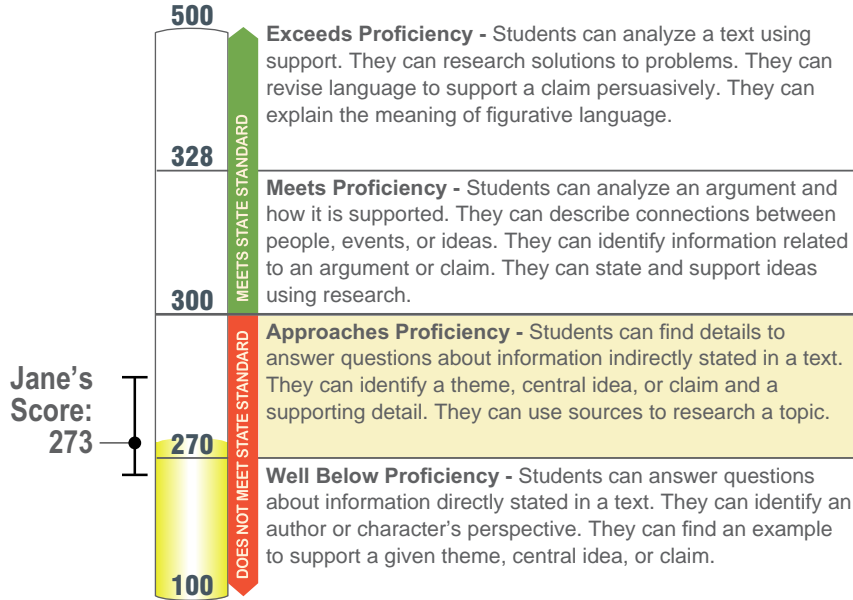 500
Exceeds Proficiency - Students can analyze a text using
support. They can research solutions to problems. They can
revise language to support a claim persuasively. They can
explain the meaning of figurative language.
328
MEETS STATE STANDARD
Meets Proficiency - Students can analyze an argument and
how it is supported. They can describe connections between
people, events, or ideas. They can identify information related
to an argument or claim. They can state and support ideas
using research.
300
Approaches Proficiency - Students can find details to
answer questions about information indirectly stated in a text.
They can identify a theme, central idea, or claim and a
supporting detail. They can use sources to research a topic.
Jane's
Score:
273
270
DOES NOT MEET STATE STANDARD
Well Below Proficiency - Students can answer questions
about information directly stated in a text. They can identify an
author or character's perspective. They can find an example
to support a given theme, central idea, or claim.
100